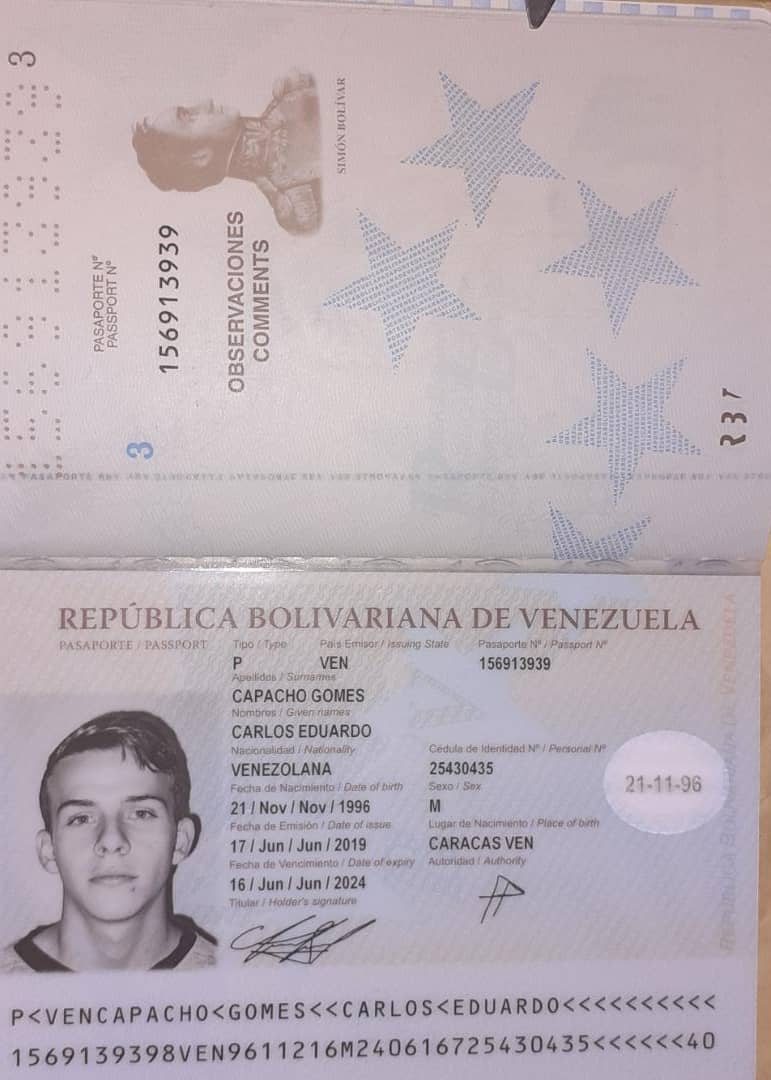 3
PASAPORTE Nº
PASSPORT Nº
156913939
OBSERVACIONES
COMMENTS
SIMÓN BOLÍVAR
3
R37
REPÚBLICA BOLIVARIANA DE VENEZUELA
PASAPORTE / PASSPORT
Tipo / Type País Emisor / Issuing State Pasaporte Nº / Passport Nº
P VEN 156913939
Apellidos / Surnames
CAPACHO GOMES
Nombres / Given names
CARLOS EDUARDO
Nacionalidad / Nationality Cédula de Identidad Nº / Personal Nº
VENEZOLANA 25430435
Fecha de Nacimiento / Date of birth Sexo / Sex
21 / Nov / Nov / 1996 M
21-11-96
Fecha de Emisión / Date of issue Lugar de Nacimiento / Place of birth
17 / Jun / Jun / 2019 CARACAS VEN
Fecha de Vencimiento / Date of expiry Autoridad / Authority
16 / Jun / Jun / 2024
Titular / Holder's signature
P<VENCAPACHO<GOMES<<CARLOS<EDUARDO<<<<<<<<<<
1569139398VEN9611216M240616725430435<<<<<<40